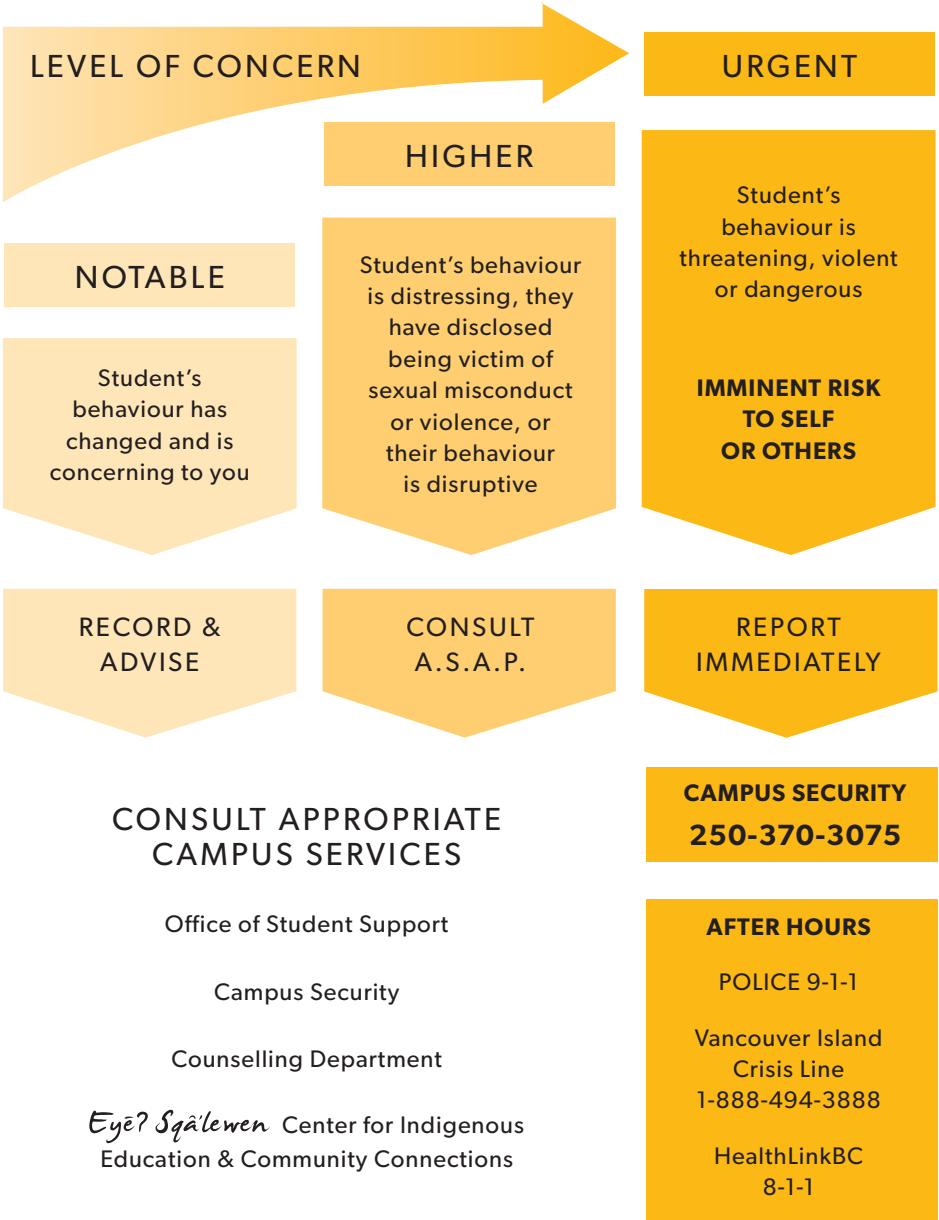 LEVEL OF CONCERN
NOTABLE
Student’s
behaviour has
changed and is
concerning to you
RECORD &
ADVISE
HIGHER
Student’s behaviour
is distressing, they
have disclosed
being victim of
sexual misconduct
or violence, or
their behaviour
is disruptive
CONSULT
A.S.A.P.
URGENT
Student’s
behaviour is
threatening, violent
or dangerous
IMMINENT RISK
TO SELF
OR OTHERS
REPORT
IMMEDIATELY
CONSULT APPROPRIATE
CAMPUS SERVICES
Office of Student Support
Campus Security
Counselling Department
Eyēʔ Sqȃ’lewen Center for Indigenous
Education & Community Connections
CAMPUS SECURITY
250-370-3075
AFTER HOURS
POLICE 9-1-1
Vancouver Island
Crisis Line
1-888-494-3888
HealthLinkBC
8-1-1